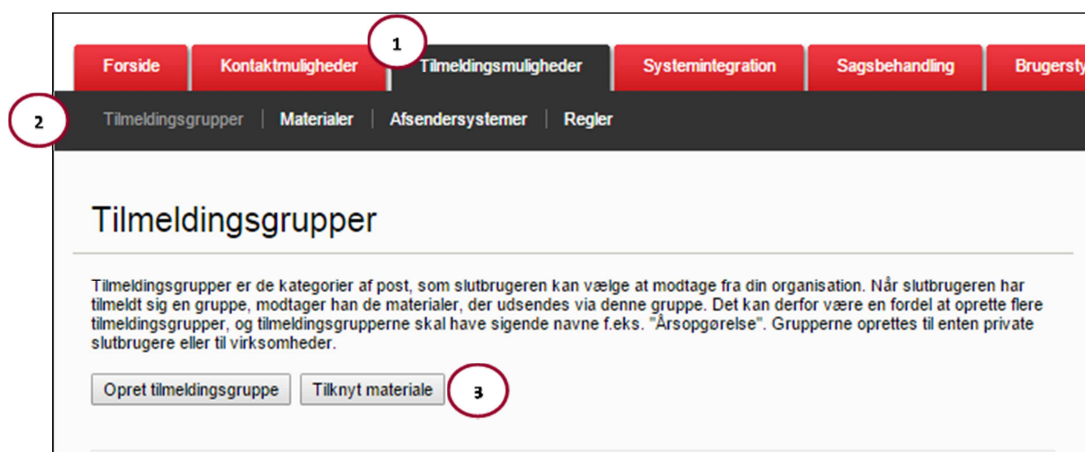 1
Forside Kontaktmuligheder Tilmeldingsmuligheder Systemintegration Sagsbehandling Brugersty
2
Tilmeldingsgrupper | Materialer | Afsendersystemer | Regler
Tilmeldingsgrupper
Tilmeldingsgrupper er de kategorier af post, som slutbrugeren kan vælge at modtage fra din organisation. Når slutbrugeren har
tilmeldt sig en gruppe, modtager han de materialer, der udsendes via denne gruppe. Det kan derfor være en fordel at oprette flere
tilmeldingsgrupper, og tilmeldingsgrupperne skal have sigende navne f.eks. "Årsopgørelse". Grupperne oprettes til enten private
slutbrugere eller til virksomheder.
Opret tilmeldingsgruppe Tilknyt materiale 3